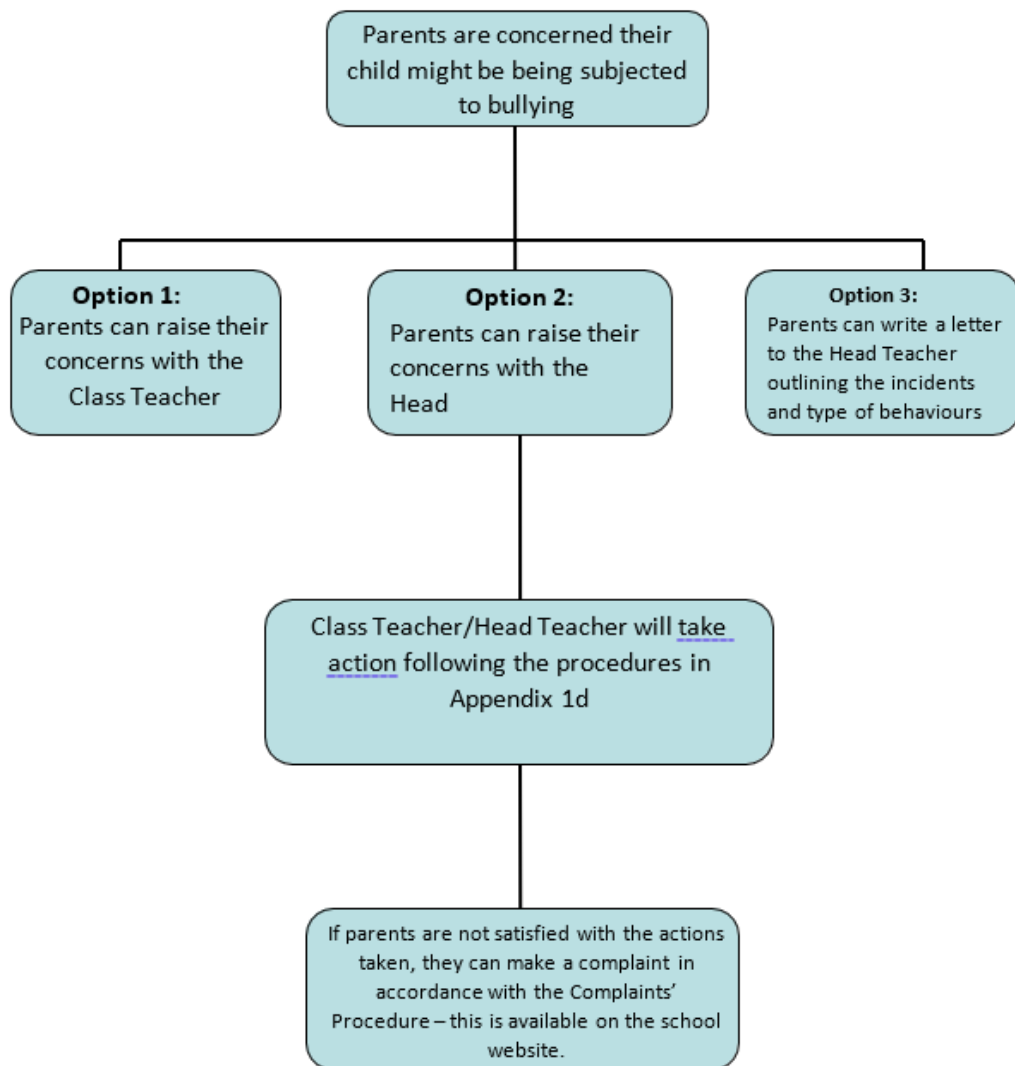 Parents are concerned their
child might be being subjected
to bullying
Option 1:
Parents can raise their
concerns with the
Class Teacher
Option 2:
Parents can raise their
concerns with the
Head
Option 3:
Parents can write a letter
to the Head Teacher
outlining the incidents
and type of behaviours
Class Teacher/Head Teacher will take
action following the procedures in
Appendix 1d
If parents are not satisfied with the actions
taken, they can make a complaint in
accordance with the Complaints’
Procedure – this is available on the school
website.